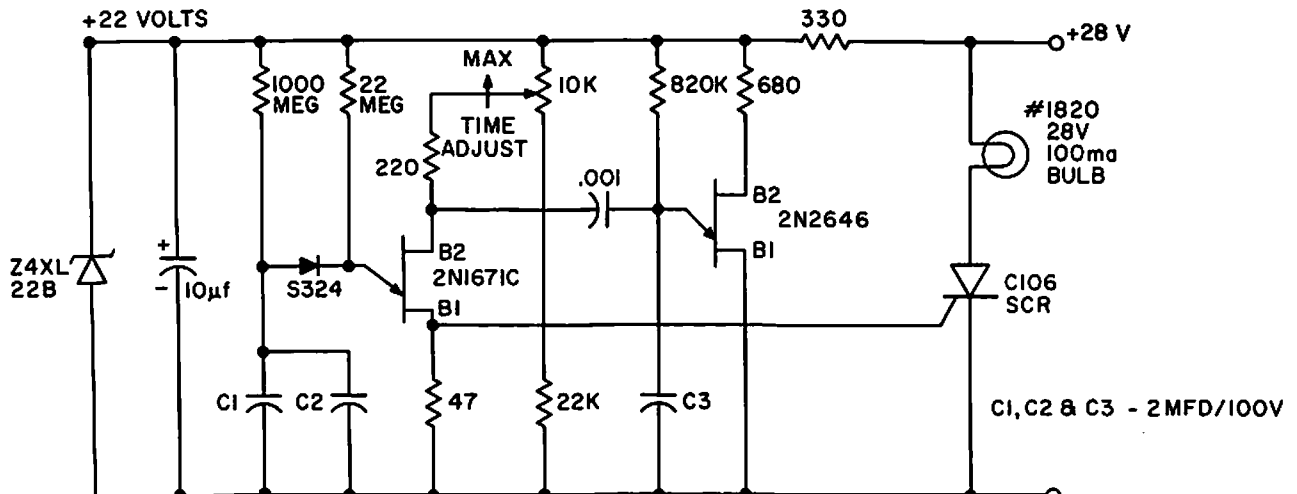 +22 VOLTS
330
+28 V
1000
MEG
22
MEG
MAX
TIME
ADJUST
10K
820K
680
#1820
28V
100ma
BULB
220
.001
B2
2N2646
B1
Z4XL
22B
+
-
10µf
S324
B2
2N1671C
B1
C106
SCR
C1
C2
47
22K
C3
C1, C2 & C3 - 2MFD/100V